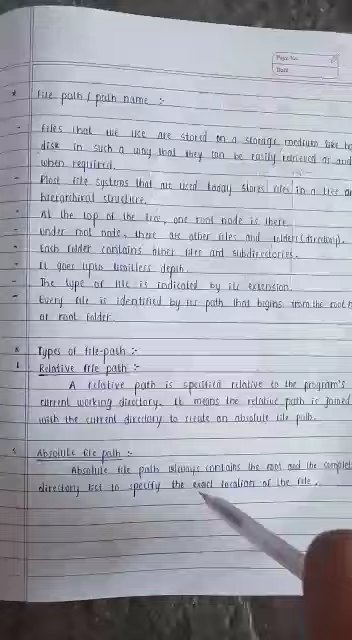 Page No.
Date
* File path / path name :-
- Files that we use are stored on a storage medium like
disk in such a way that they can be easily retrieved as and
when required.
- Most file systems that are used today stores files in a tree or
hierarchical structure.
- At the top of the tree, one root node is there.
- Under root node, there are other files and folders (directory).
- Each folder contains other files and subdirectories.
- It goes upto limitless depth.
- The type of file is indicated by its extension.
- Every file is identified by its path that begins from the root
or root folder.
* Types of file-path :-
Relative file path :-
A relative path is specified relative to the program's
current working directory. It means the relative path is joined
with the current directory to create an absolute file path.
Absolute file path :-
Absolute file path always contains the root and the
directory list to specify the exact location of the file.